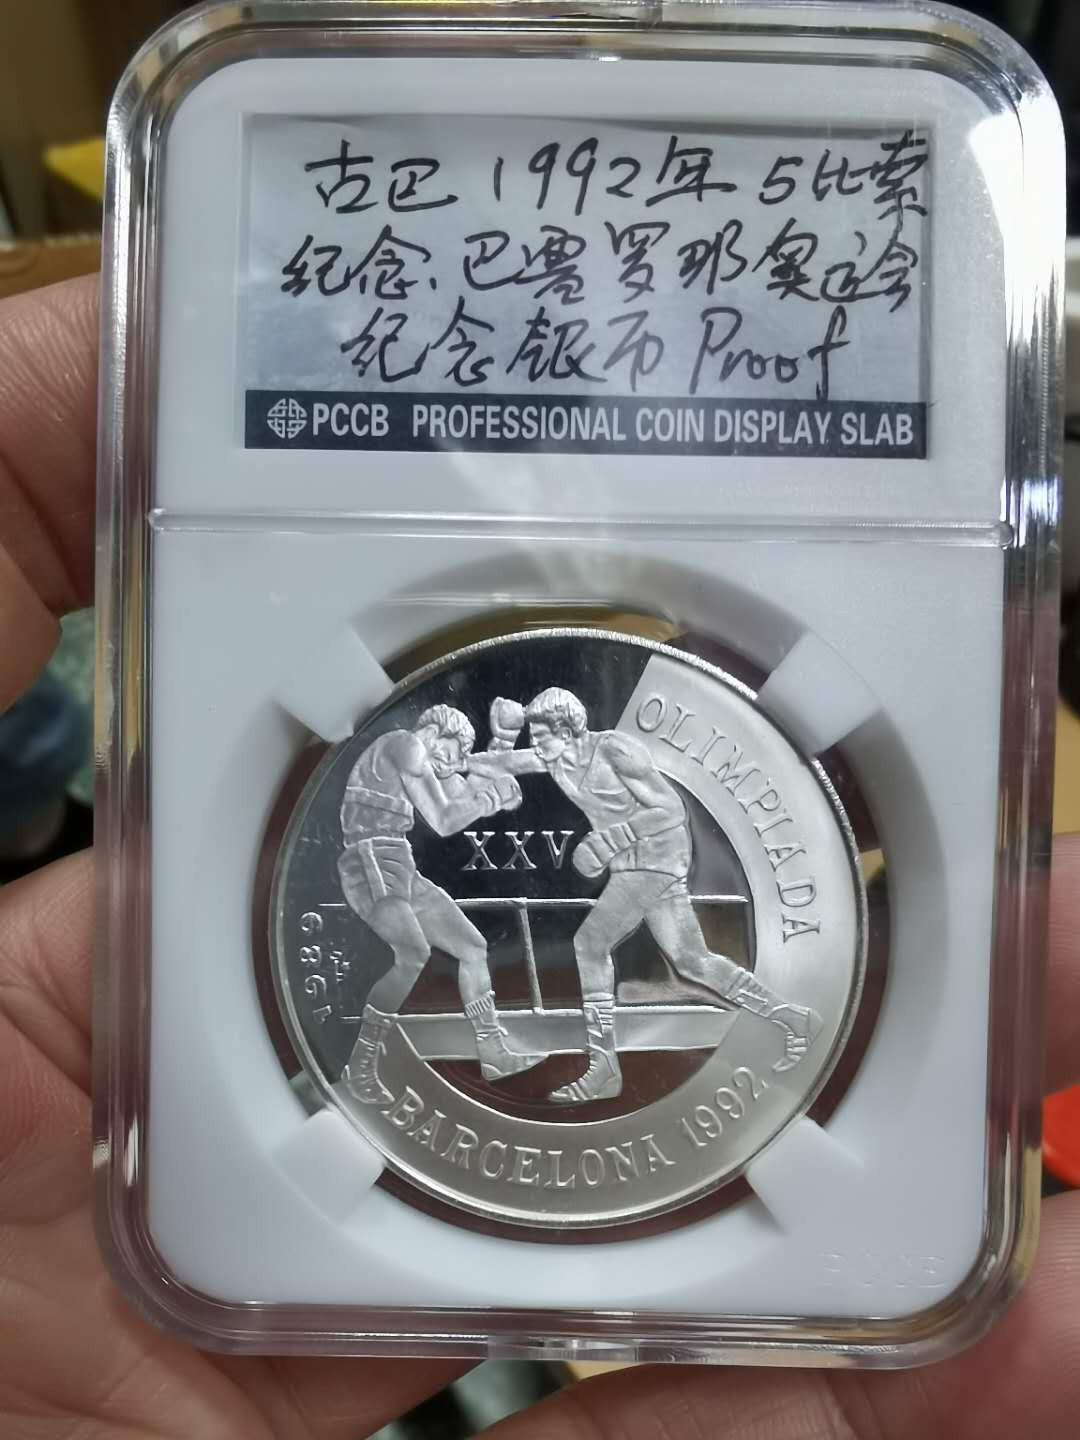 古巴 1992年 5比索
纪念.巴塞罗那奥运会
纪念银币 Proof
PCCB PROFESSIONAL COIN DISPLAY SLAB
OLIMPIADA
XXV
1989
BARCELONA 1992
PCCB